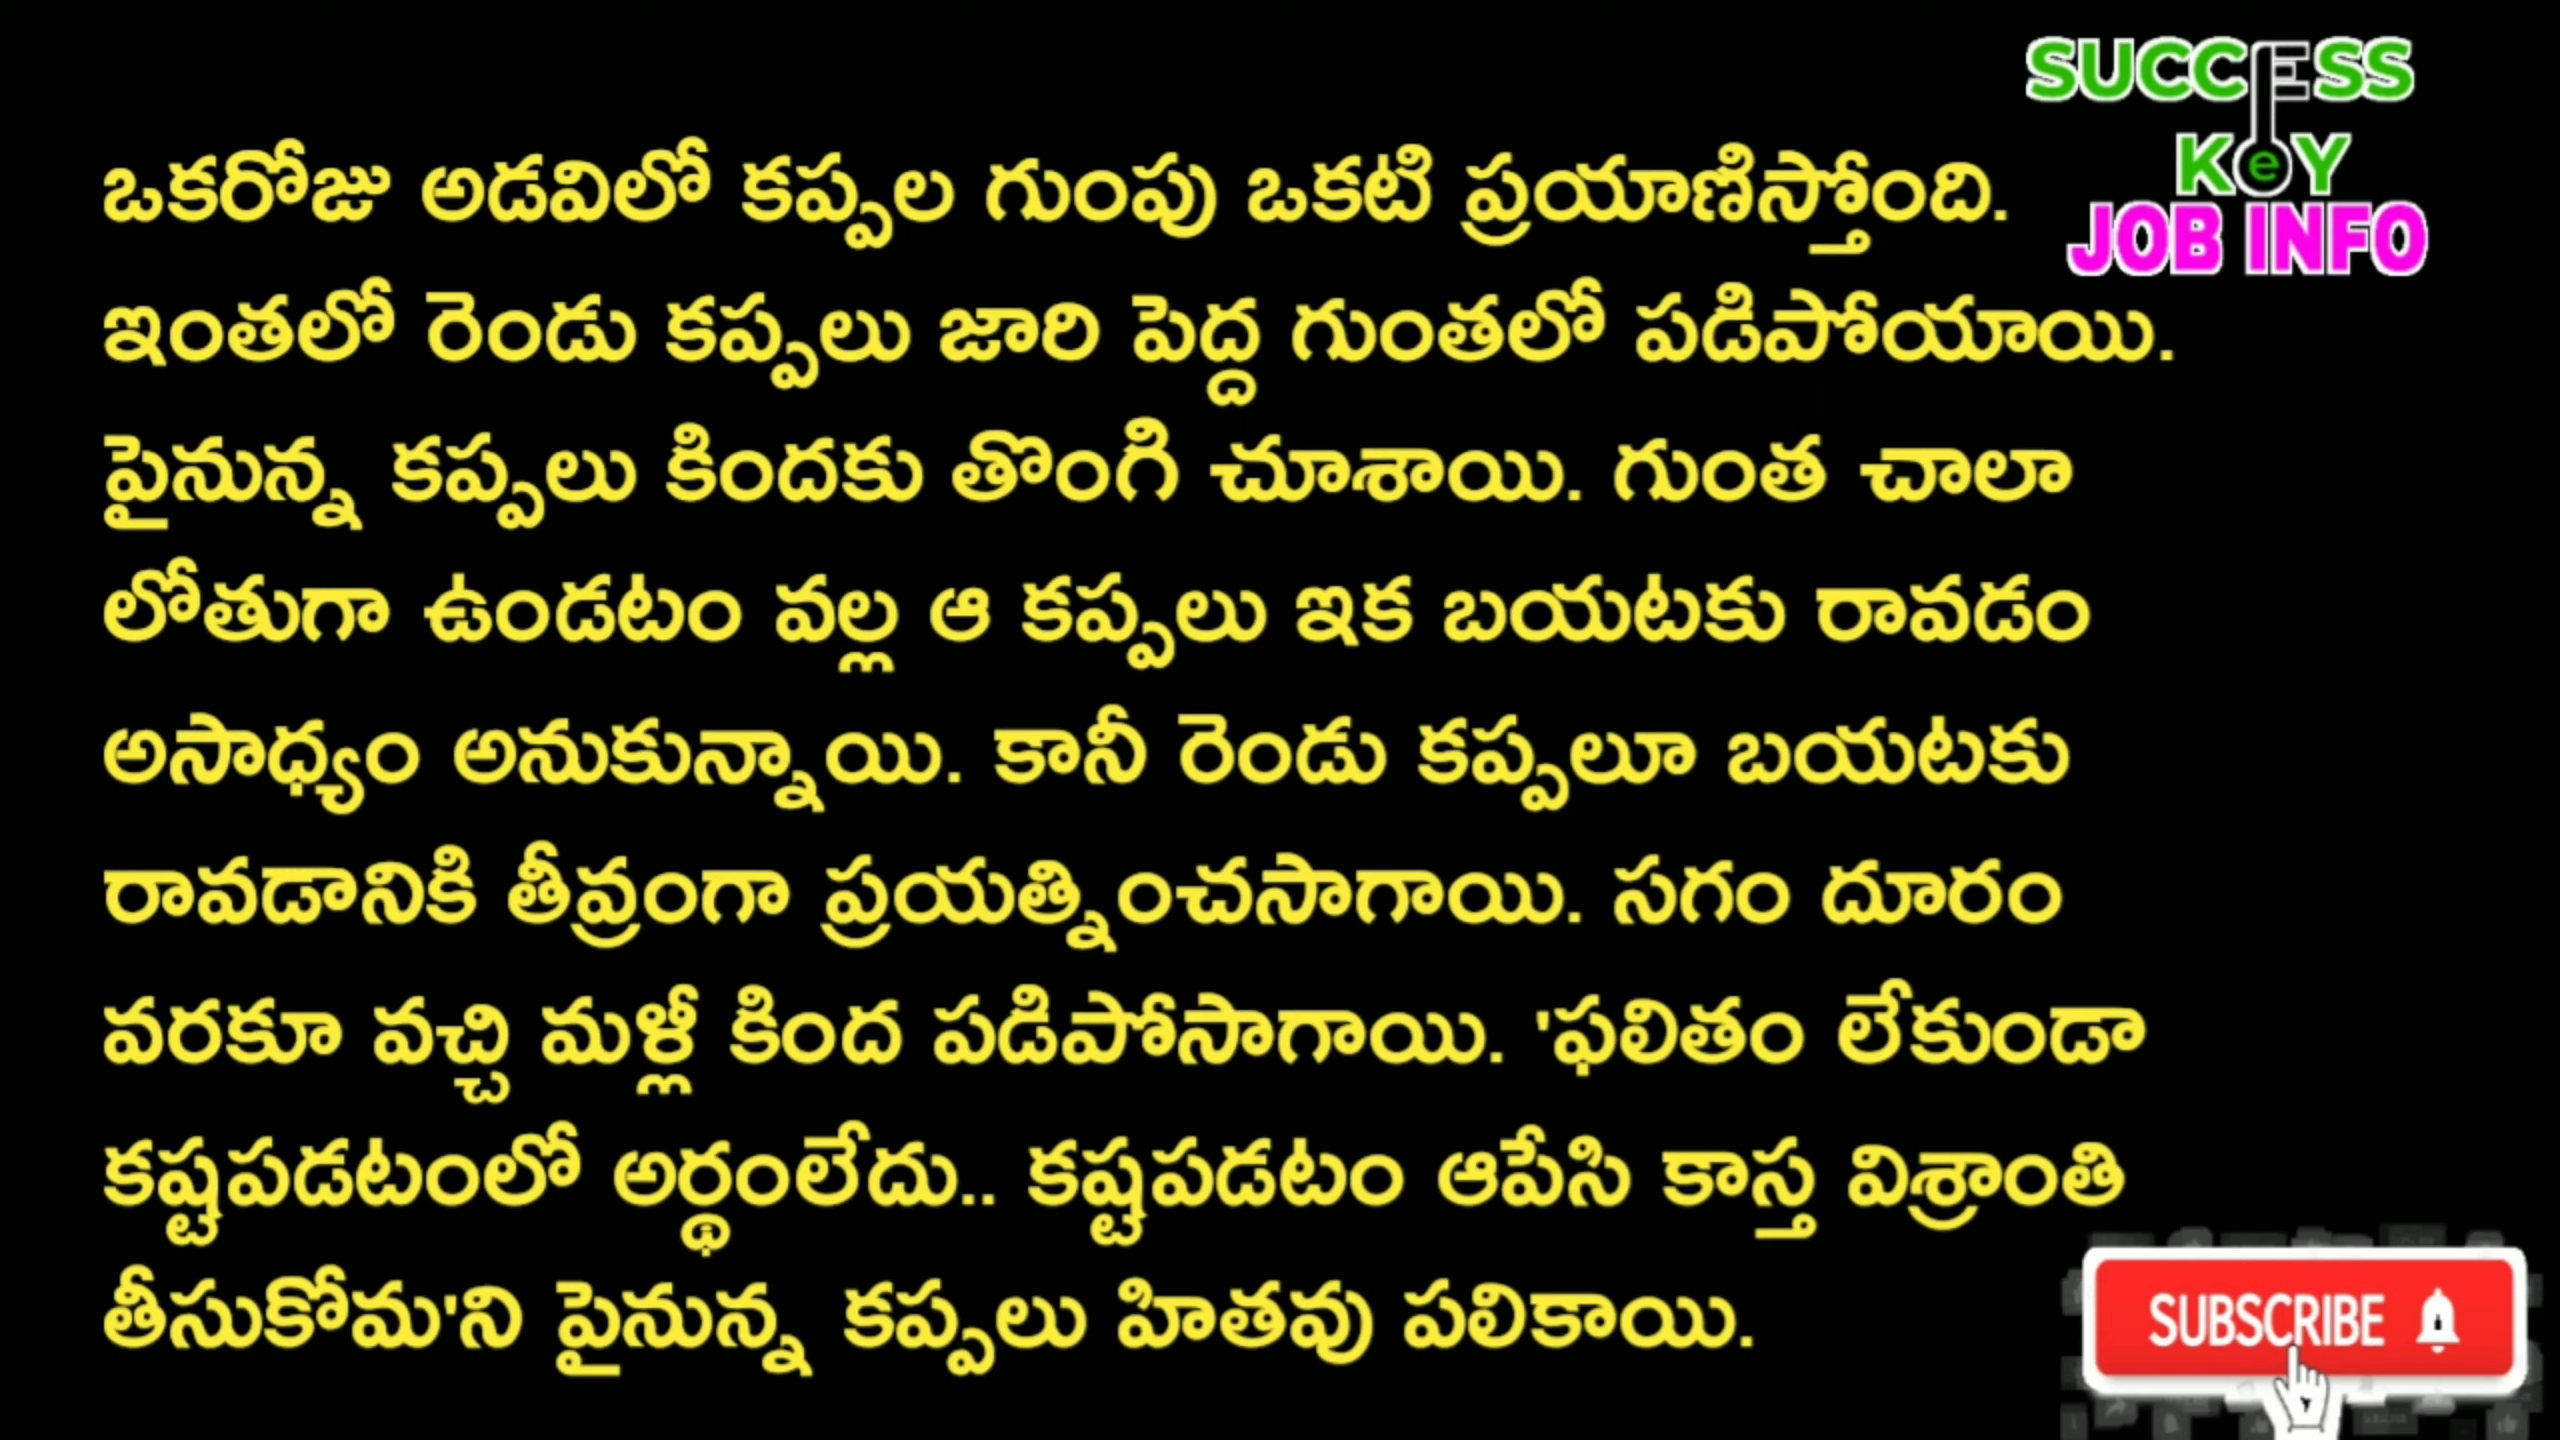 SUCCESS
KeY
JOB INFO
ఒకరోజు అడవిలో కప్పల గుంపు ఒకటి ప్రయాణిస్తోంది.
ఇంతలో రెండు కప్పలు జారి పెద్ద గుంతలో పడిపోయాయి.
పైనున్న కప్పలు కిందకు తొంగి చూశాయి. గుంత చాలా
లోతుగా ఉండటం వల్ల ఆ కప్పలు ఇక బయటకు రావడం
అసాధ్యం అనుకున్నాయి. కానీ రెండు కప్పలూ బయటకు
రావడానికి తీవ్రంగా ప్రయత్నించసాగాయి. సగం దూరం
వరకూ వచ్చి మళ్లీ కింద పడిపోసాగాయి. 'ఫలితం లేకుండా
కష్టపడటంలో అర్థంలేదు.. కష్టపడటం ఆపేసి కాస్త విశ్రాంతి
తీసుకోమ'ని పైనున్న కప్పలు హితవు పలికాయి.
SUBSCRIBE